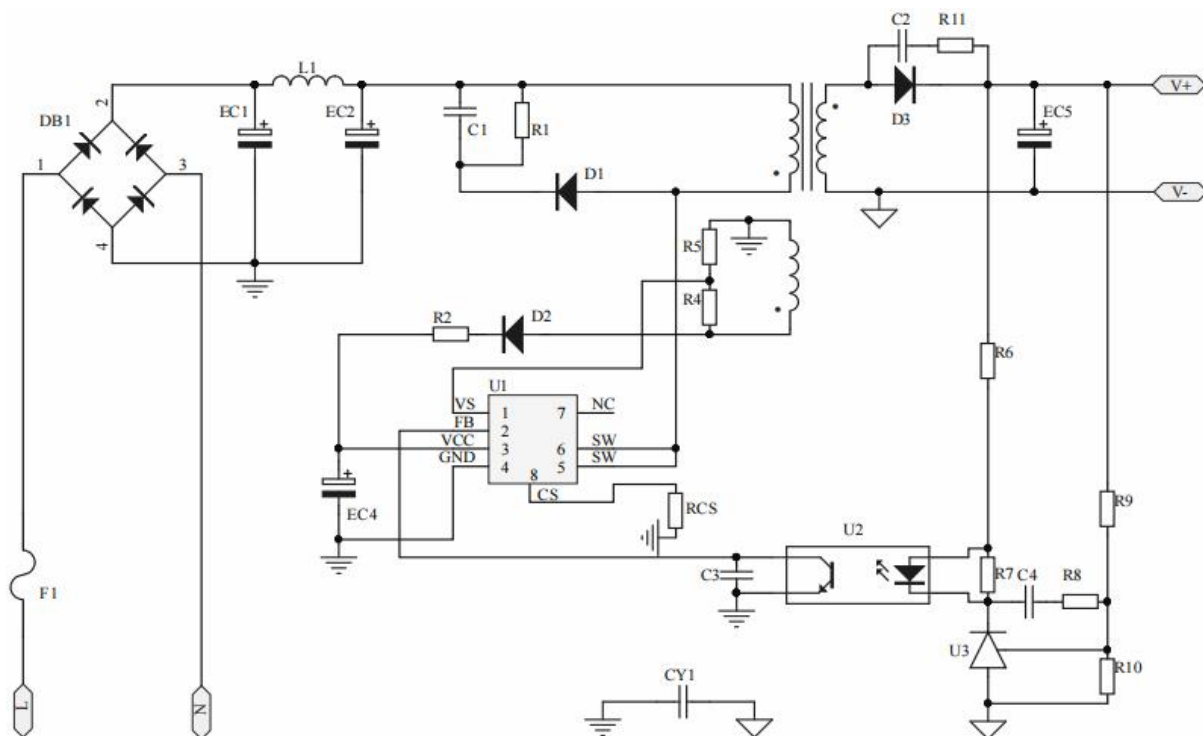 C2
R11
L1
2
EC1
EC2
C1
R1
D3
EC5
V+
DB1
1
3
D1
V-
4
R5
R4
R2
D2
R6
U1
VS
1
7
NC
FB
2
VCC
3
6
SW
GND
4
5
SW
8
CS
EC4
RCS
R9
U2
F1
C3
R7
C4
R8
U3
R10
CY1
L
N